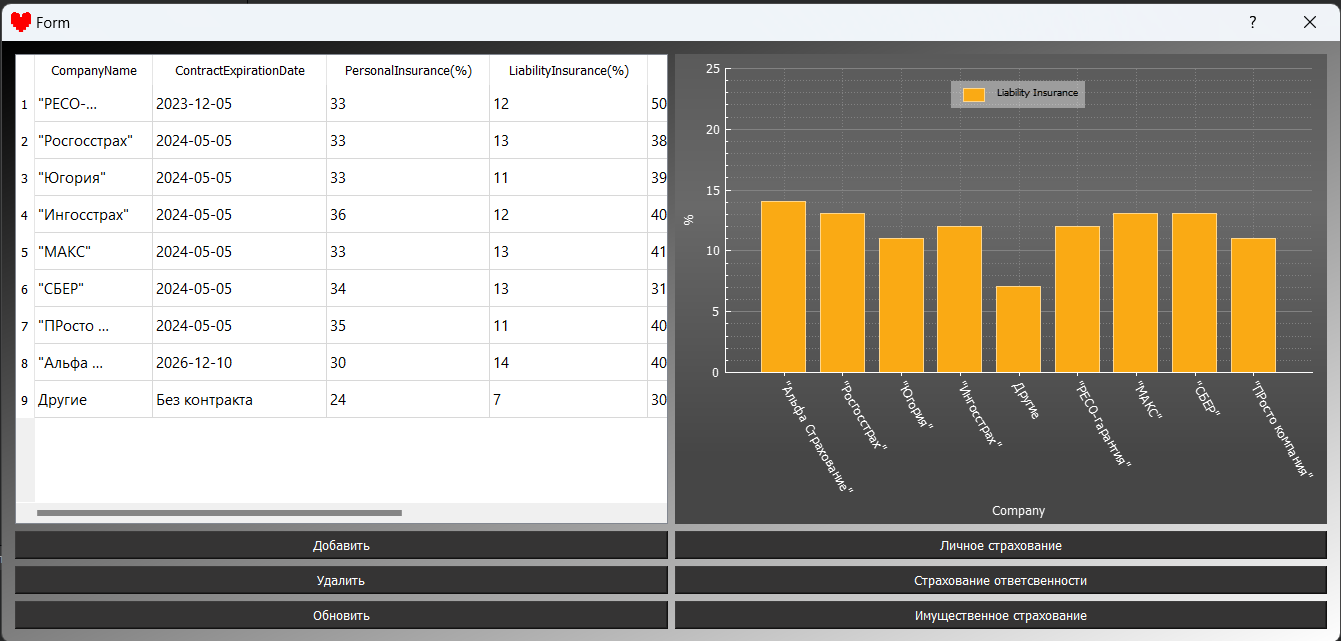 Form
?
CompanyName ContractExpirationDate PersonalInsurance(%) LiabilityInsurance(%)
1 "РЕСО-... 2023-12-05 33 12 50
2 "Росгосстрах" 2024-05-05 33 13 38
3 "Югория" 2024-05-05 33 11 39
4 "Ингосстрах" 2024-05-05 36 12 40
5 "МАКС" 2024-05-05 33 13 41
6 "СБЕР" 2024-05-05 34 13 31
7 "ПРосто ... 2024-05-05 35 11 40
8 "Альфа ... 2026-12-10 30 14 40
9 Другие Без контракта 24 7 30
Добавить
Удалить
Обновить
Liability Insurance
25
20
15
10
5
0
%
"Альфа Страхование"
"Росгосстрах"
"Югория"
"Ингосстрах"
Другие
"РЕСО-гарантия"
"МАКС"
"СБЕР"
"ПРосто компания"
Company
Личное страхование
Страхование ответсвенности
Имущественное страхование